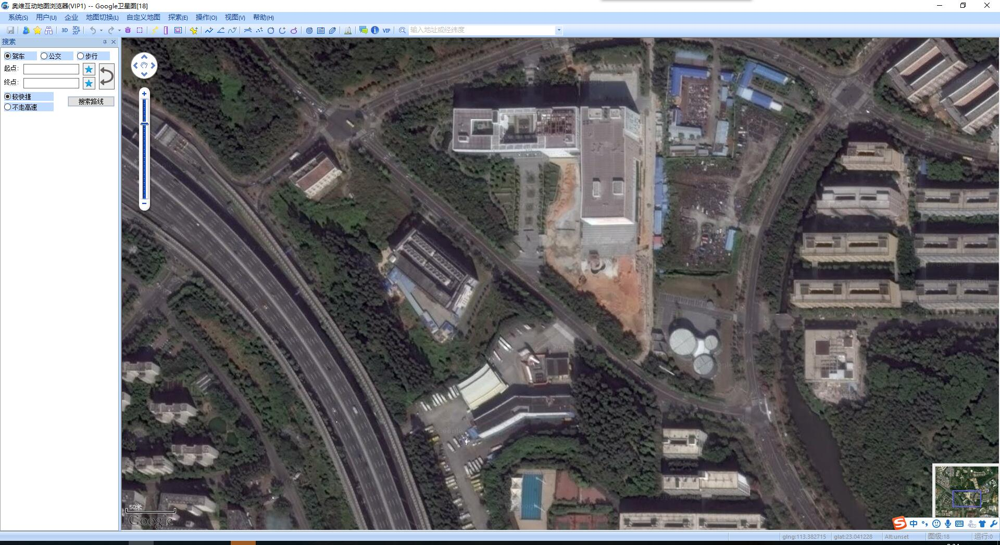 奥维互动地图浏览器(VIP1) -- Google卫星图[18]
系统(S) 用户(U) 企业 地图切换(L) 自定义地图 探索(E) 操作(O) 视图(V) 帮助(H)
3D 3D 2D VIP 输入地址或经纬度
搜索
驾车 公交 步行
起点:
终点:
较快捷
不走高速
搜索路线
50米
Google
中
glng:113.382715 glat:23.041228 Alt:unset 图级:18 运行:0